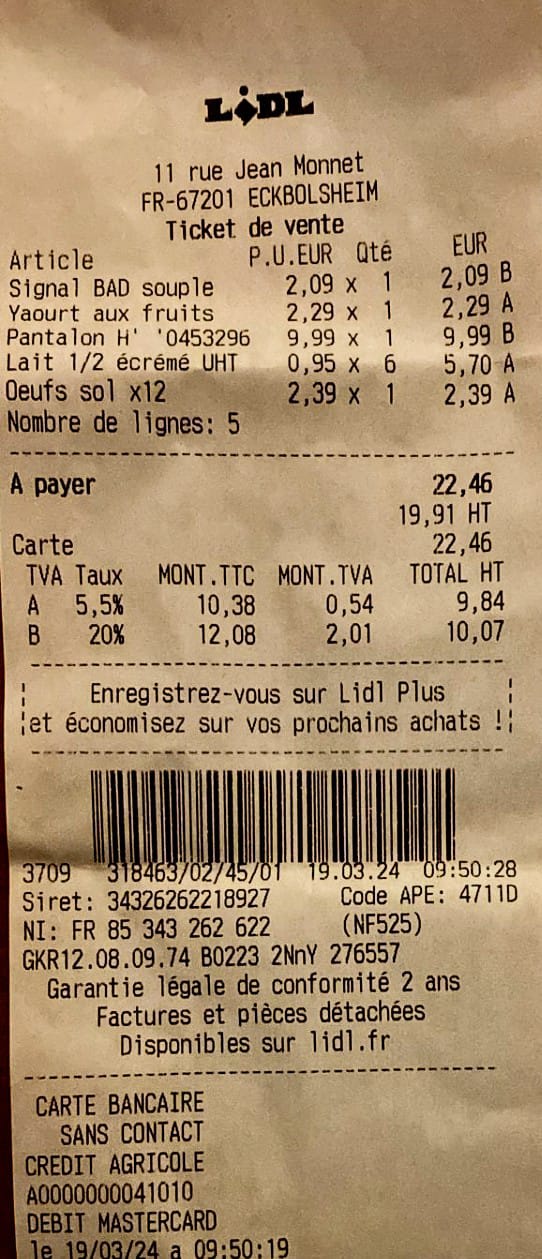 LiDL
11 rue Jean Monnet
FR-67201 ECKBOLSHEIM
Ticket de vente
Article P.U.EUR Qté EUR
Signal BAD souple 2,09 x 1 2,09 B
Yaourt aux fruits 2,29 x 1 2,29 A
Pantalon H' '0453296 9,99 x 1 9,99 B
Lait 1/2 écrémé UHT 0,95 x 6 5,70 A
Oeufs sol x12 2,39 x 1 2,39 A
Nombre de lignes: 5
A payer 22,46
19,91 HT
Carte 22,46
TVA Taux MONT.TTC MONT.TVA TOTAL HT
A 5,5% 10,38 0,54 9,84
B 20% 12,08 2,01 10,07
Enregistrez-vous sur Lidl Plus
et économisez sur vos prochains achats !
3709 318463/02/45/01 19.03.24 09:50:28
Siret: 34326262218927 Code APE: 4711D
NI: FR 85 343 262 622 (NF525)
GKR12.08.09.74 B0223 2NnY 276557
Garantie légale de conformité 2 ans
Factures et pièces détachées
Disponibles sur lidl.fr
CARTE BANCAIRE
SANS CONTACT
CREDIT AGRICOLE
A0000000041010
DEBIT MASTERCARD
le 19/03/24 a 09:50:19